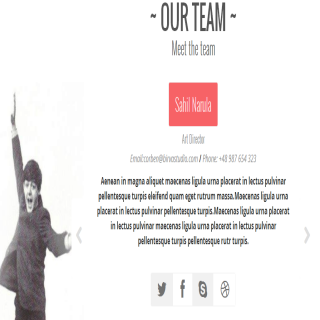 ~ OUR TEAM ~
Meet the team
Sahil Narula
Art Director
Email:corben@binvastudio.com / Phone: +48 987 654 323
Aenean in magna aliquet maecenas ligula urna placerat in lectus pulvinar
pellentesque turpis eleifend quam eget rutrum massa.Maecenas ligula urna
placerat in lectus pulvinar pellentesque turpis.Maecenas ligula urna placerat
in lectus pulvinar maecenas ligula urna placerat in lectus pulvinar
pellentesque turpis pellentesque rutr turpis.